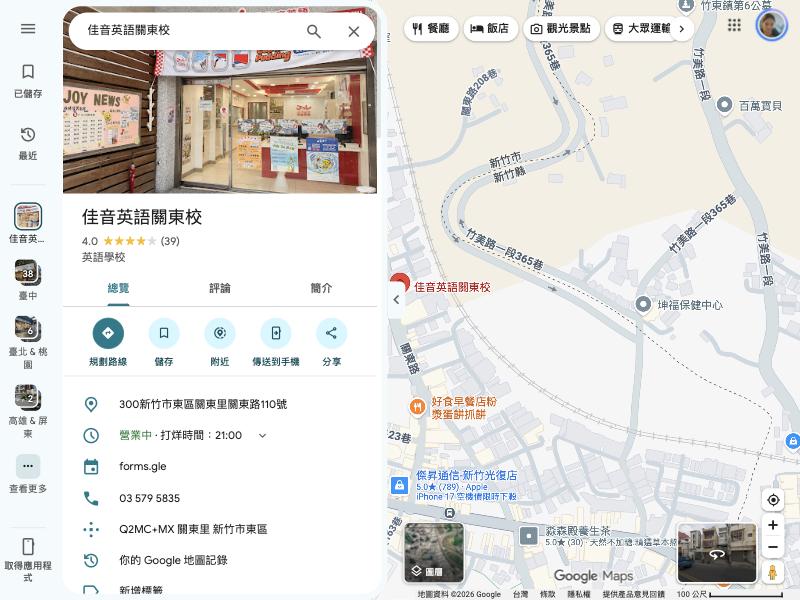 佳音英語關東校
已儲存
最近
佳音英...
38
臺中
6
臺北 & 桃
園
2
高雄 & 屏
東
查看更多
取得應用程
式
JOY NEWS
佳音英語關東校
4.0 (39)
英語學校
總覽
評論
簡介
規劃路線
儲存
附近
傳送到手機
分享
300新竹市東區關東里關東路110號
營業中 · 打烊時間：21:00
forms.gle
03 579 5835
Q2MC+MX 關東里 新竹市東區
你的 Google 地圖記錄
新增標籤
餐廳
飯店
觀光景點
大眾運輸
竹東鎮第6公墓
365巷
竹美路一段
關東路208巷
百萬寶貝
新竹市
新竹縣
竹美路一段365巷
竹美路一段365巷
竹美路一段
佳音英語關東校
坤福保健中心
關東路
好食早餐店粉
漿蛋餅抓餅
23巷
傑昇通信-新竹光復店
5.0★ (789) · Apple
iPhone 17 空機價限時下殺
63巷
淼森殿養生茶
5.0★ (30) · 天然不加糖
圖層
Google Maps
地圖資料 ©2026 Google
台灣
條款
隱私權
提供產品意見回饋
100 公尺